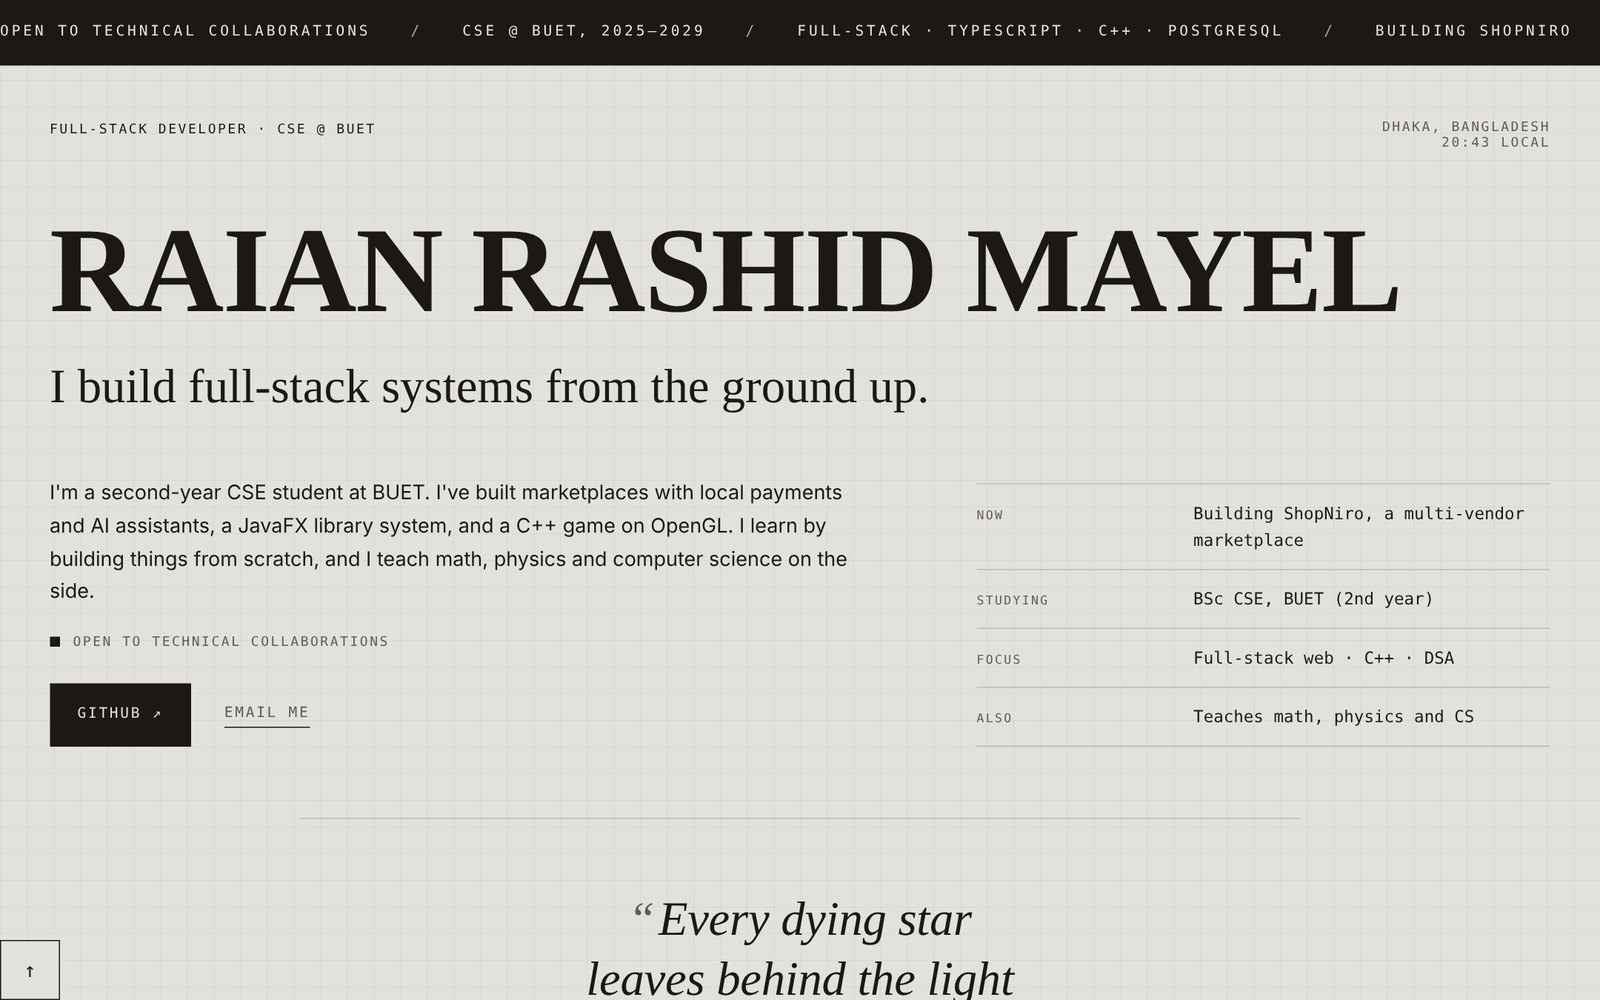 OPEN TO TECHNICAL COLLABORATIONS / CSE @ BUET, 2025–2029 / FULL-STACK · TYPESCRIPT · C++ · POSTGRESQL / BUILDING SHOPNIRO
FULL-STACK DEVELOPER · CSE @ BUET
DHAKA, BANGLADESH
20:43 LOCAL
RAIAN RASHID MAYEL
I build full-stack systems from the ground up.
I'm a second-year CSE student at BUET. I've built marketplaces with local payments
and AI assistants, a JavaFX library system, and a C++ game on OpenGL. I learn by
building things from scratch, and I teach math, physics and computer science on the
side.
OPEN TO TECHNICAL COLLABORATIONS
GITHUB ↗
EMAIL ME
NOW
Building ShopNiro, a multi-vendor
marketplace
STUDYING
BSc CSE, BUET (2nd year)
FOCUS
Full-stack web · C++ · DSA
ALSO
Teaches math, physics and CS
“Every dying star
leaves behind the light
↑